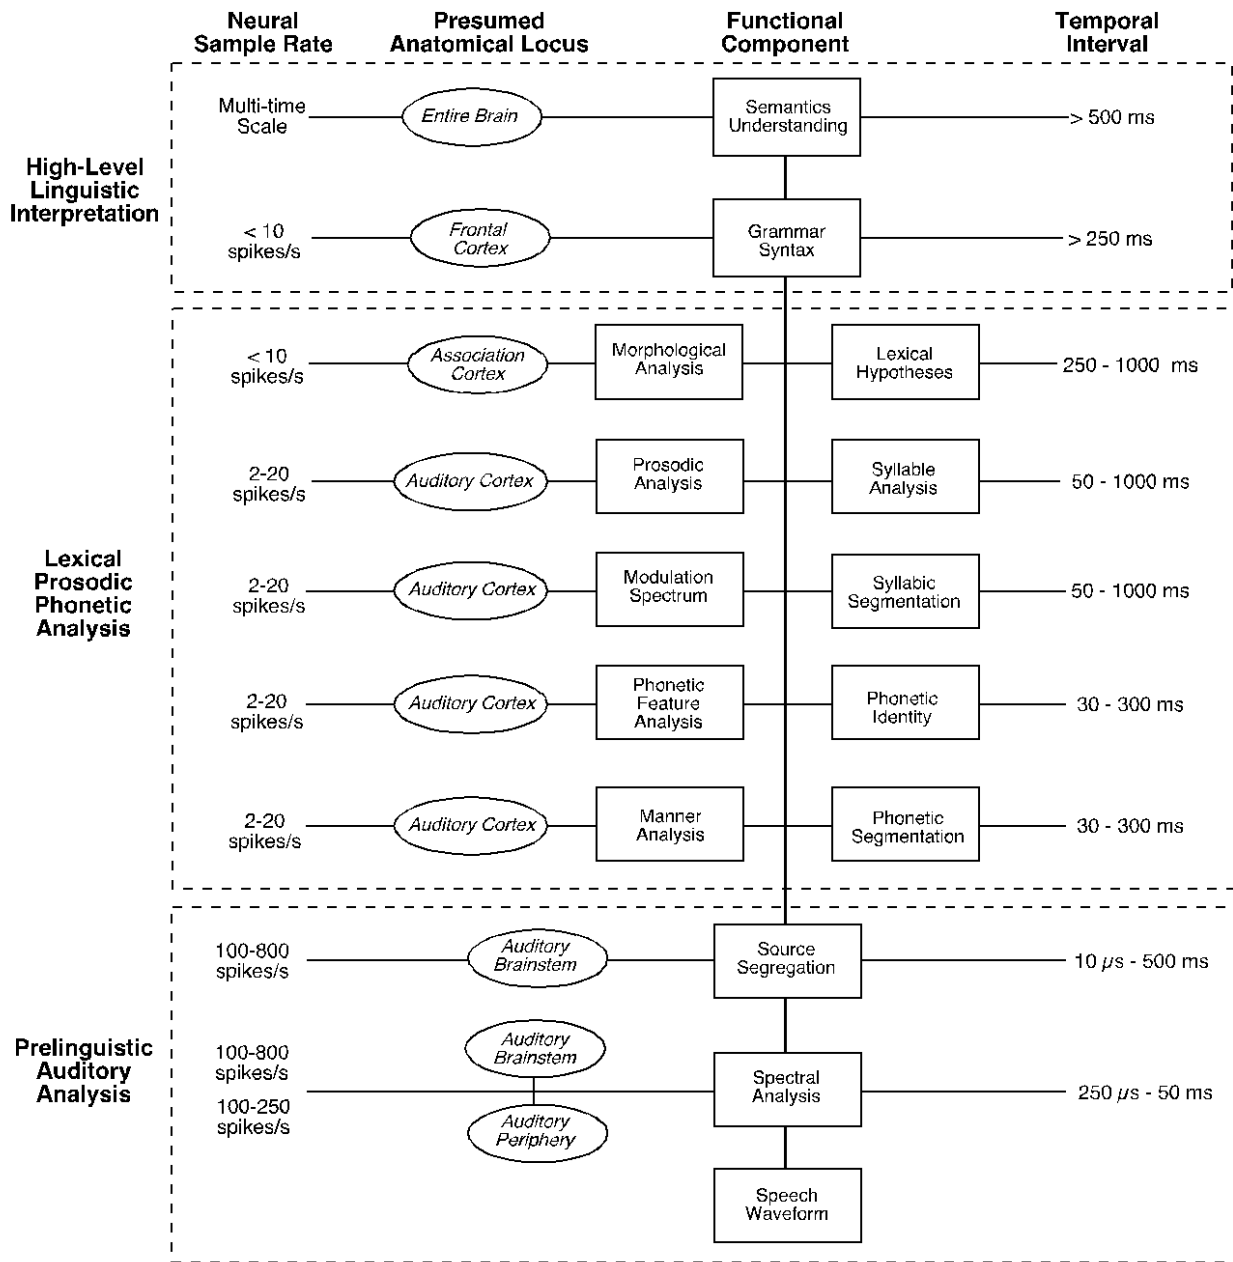 Neural
Sample Rate
Presumed
Anatomical Locus
Functional
Component
Temporal
Interval
High-Level
Linguistic
Interpretation
Multi-time
Scale
Entire Brain
Semantics
Understanding
> 500 ms
< 10
spikes/s
Frontal
Cortex
Grammar
Syntax
> 250 ms
Lexical
Prosodic
Phonetic
Analysis
< 10
spikes/s
Association
Cortex
Morphological
Analysis
Lexical
Hypotheses
250 - 1000 ms
2-20
spikes/s
Auditory Cortex
Prosodic
Analysis
Syllable
Analysis
50 - 1000 ms
2-20
spikes/s
Auditory Cortex
Modulation
Spectrum
Syllabic
Segmentation
50 - 1000 ms
2-20
spikes/s
Auditory Cortex
Phonetic
Feature
Analysis
Phonetic
Identity
30 - 300 ms
2-20
spikes/s
Auditory Cortex
Manner
Analysis
Phonetic
Segmentation
30 - 300 ms
Prelinguistic
Auditory
Analysis
100-800
spikes/s
Auditory
Brainstem
Source
Segregation
10 µs - 500 ms
100-800
spikes/s
100-250
spikes/s
Auditory
Brainstem
Auditory
Periphery
Spectral
Analysis
250 µs - 50 ms
Speech
Waveform